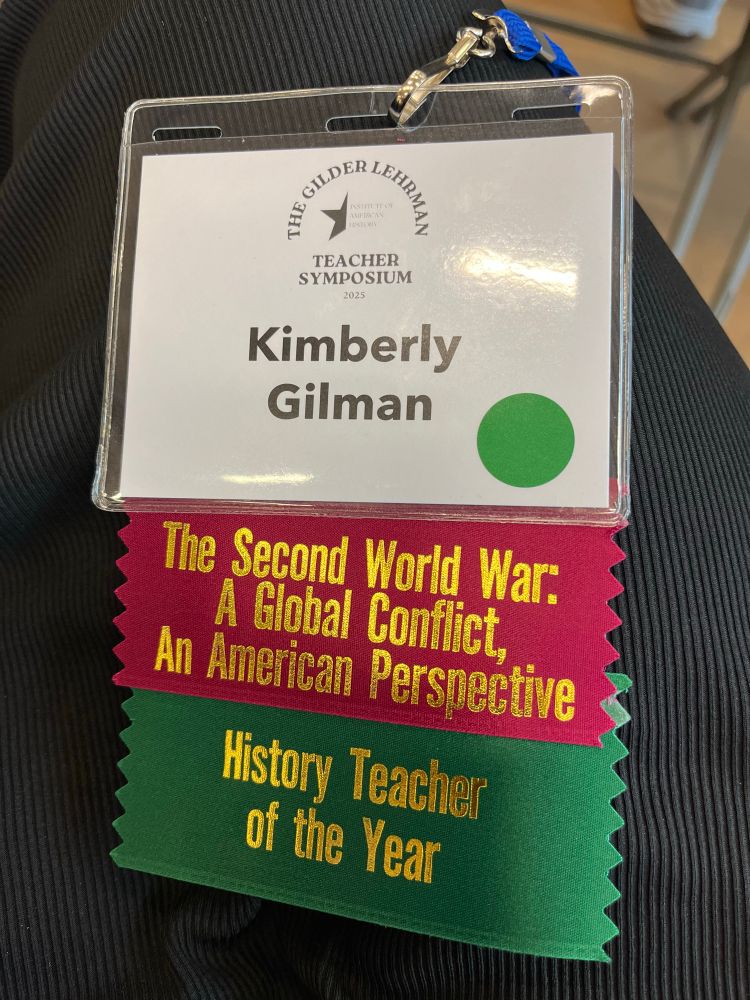 THE GILDER LEHRMAN
INSTITUTE OF
AMERICAN
HISTORY
TEACHER
SYMPOSIUM
2025
Kimberly
Gilman
The Second World War:
A Global Conflict,
An American Perspective
History Teacher
of the Year